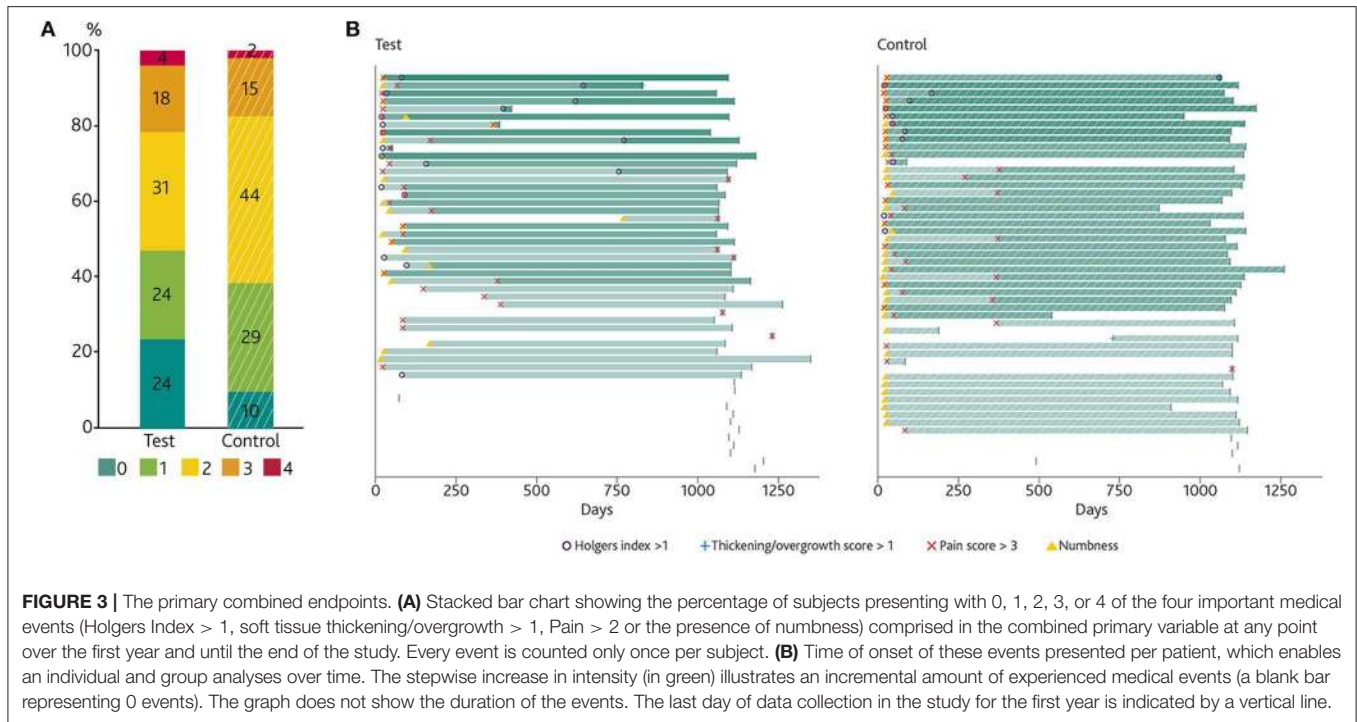 A
%
100
80
60
40
20
0
4
18
31
24
24
2
15
44
29
10
Test
Control
0 1 2 3 4
B
Test
0 250 500 750 1000 1250
Days
Control
0 250 500 750 1000 1250
Days
Holgers index >1 Thickening/overgrowth score > 1 Pain score > 3 Numbness
FIGURE 3 | The primary combined endpoints. (A) Stacked bar chart showing the percentage of subjects presenting with 0, 1, 2, 3, or 4 of the four important medical
events (Holgers Index > 1, soft tissue thickening/overgrowth > 1, Pain > 2 or the presence of numbness) comprised in the combined primary variable at any point
over the first year and until the end of the study. Every event is counted only once per subject. (B) Time of onset of these events presented per patient, which enables
an individual and group analyses over time. The stepwise increase in intensity (in green) illustrates an incremental amount of experienced medical events (a blank bar
representing 0 events). The graph does not show the duration of the events. The last day of data collection in the study for the first year is indicated by a vertical line.